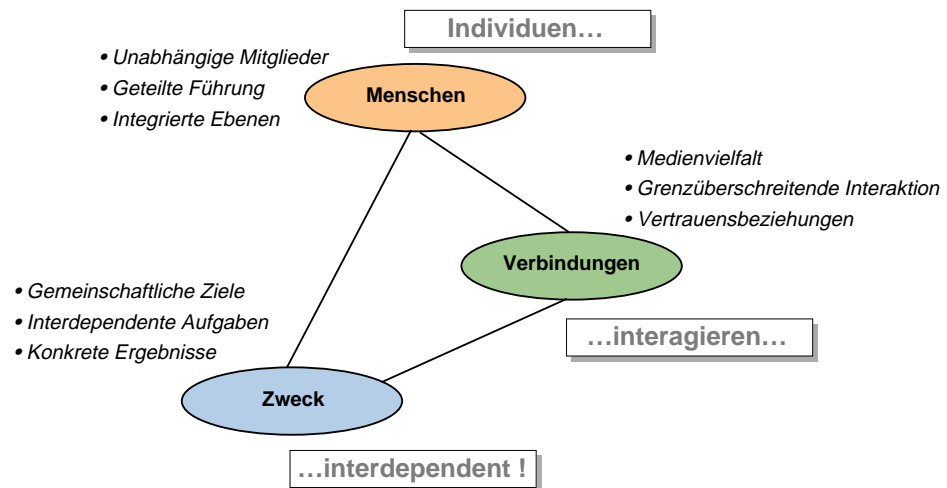 Individuen…
• Unabhängige Mitglieder
• Geteilte Führung
• Integrierte Ebenen
Menschen
• Medienvielfalt
• Grenzüberschreitende Interaktion
• Vertrauensbeziehungen
Verbindungen
…interagieren…
• Gemeinschaftliche Ziele
• Interdependente Aufgaben
• Konkrete Ergebnisse
Zweck
…interdependent !